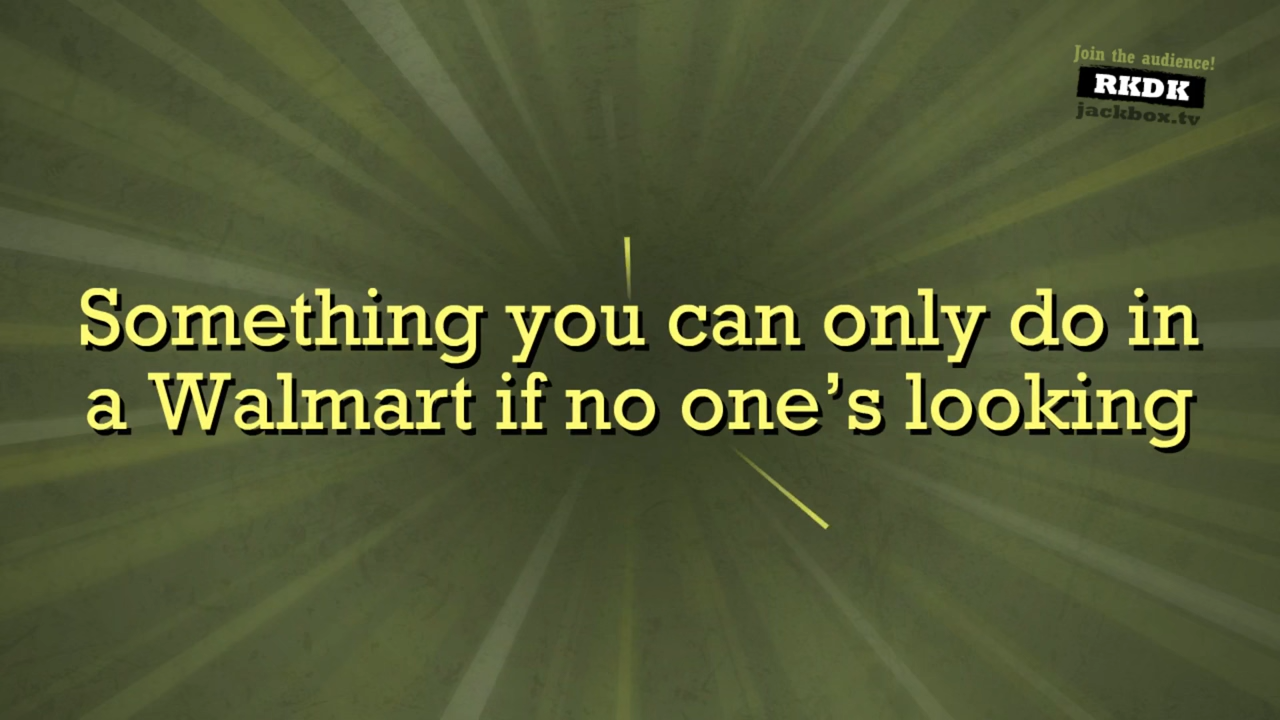 Join the audience!
RKDK
jackbox.tv
Something you can only do in
a Walmart if no one’s looking